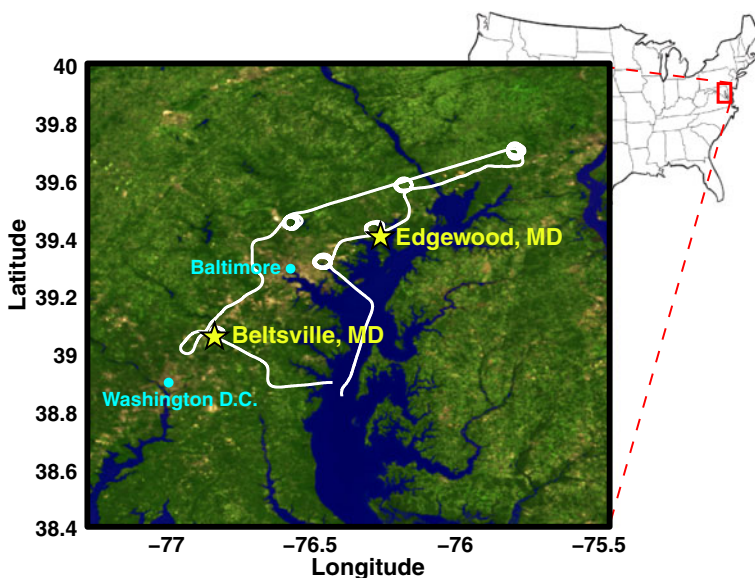 40
39.8
39.6
39.4
39.2
39
38.8
38.6
38.4
Latitude
Edgewood, MD
Baltimore
Beltsville, MD
Washington D.C.
−77
−76.5
−76
−75.5
Longitude